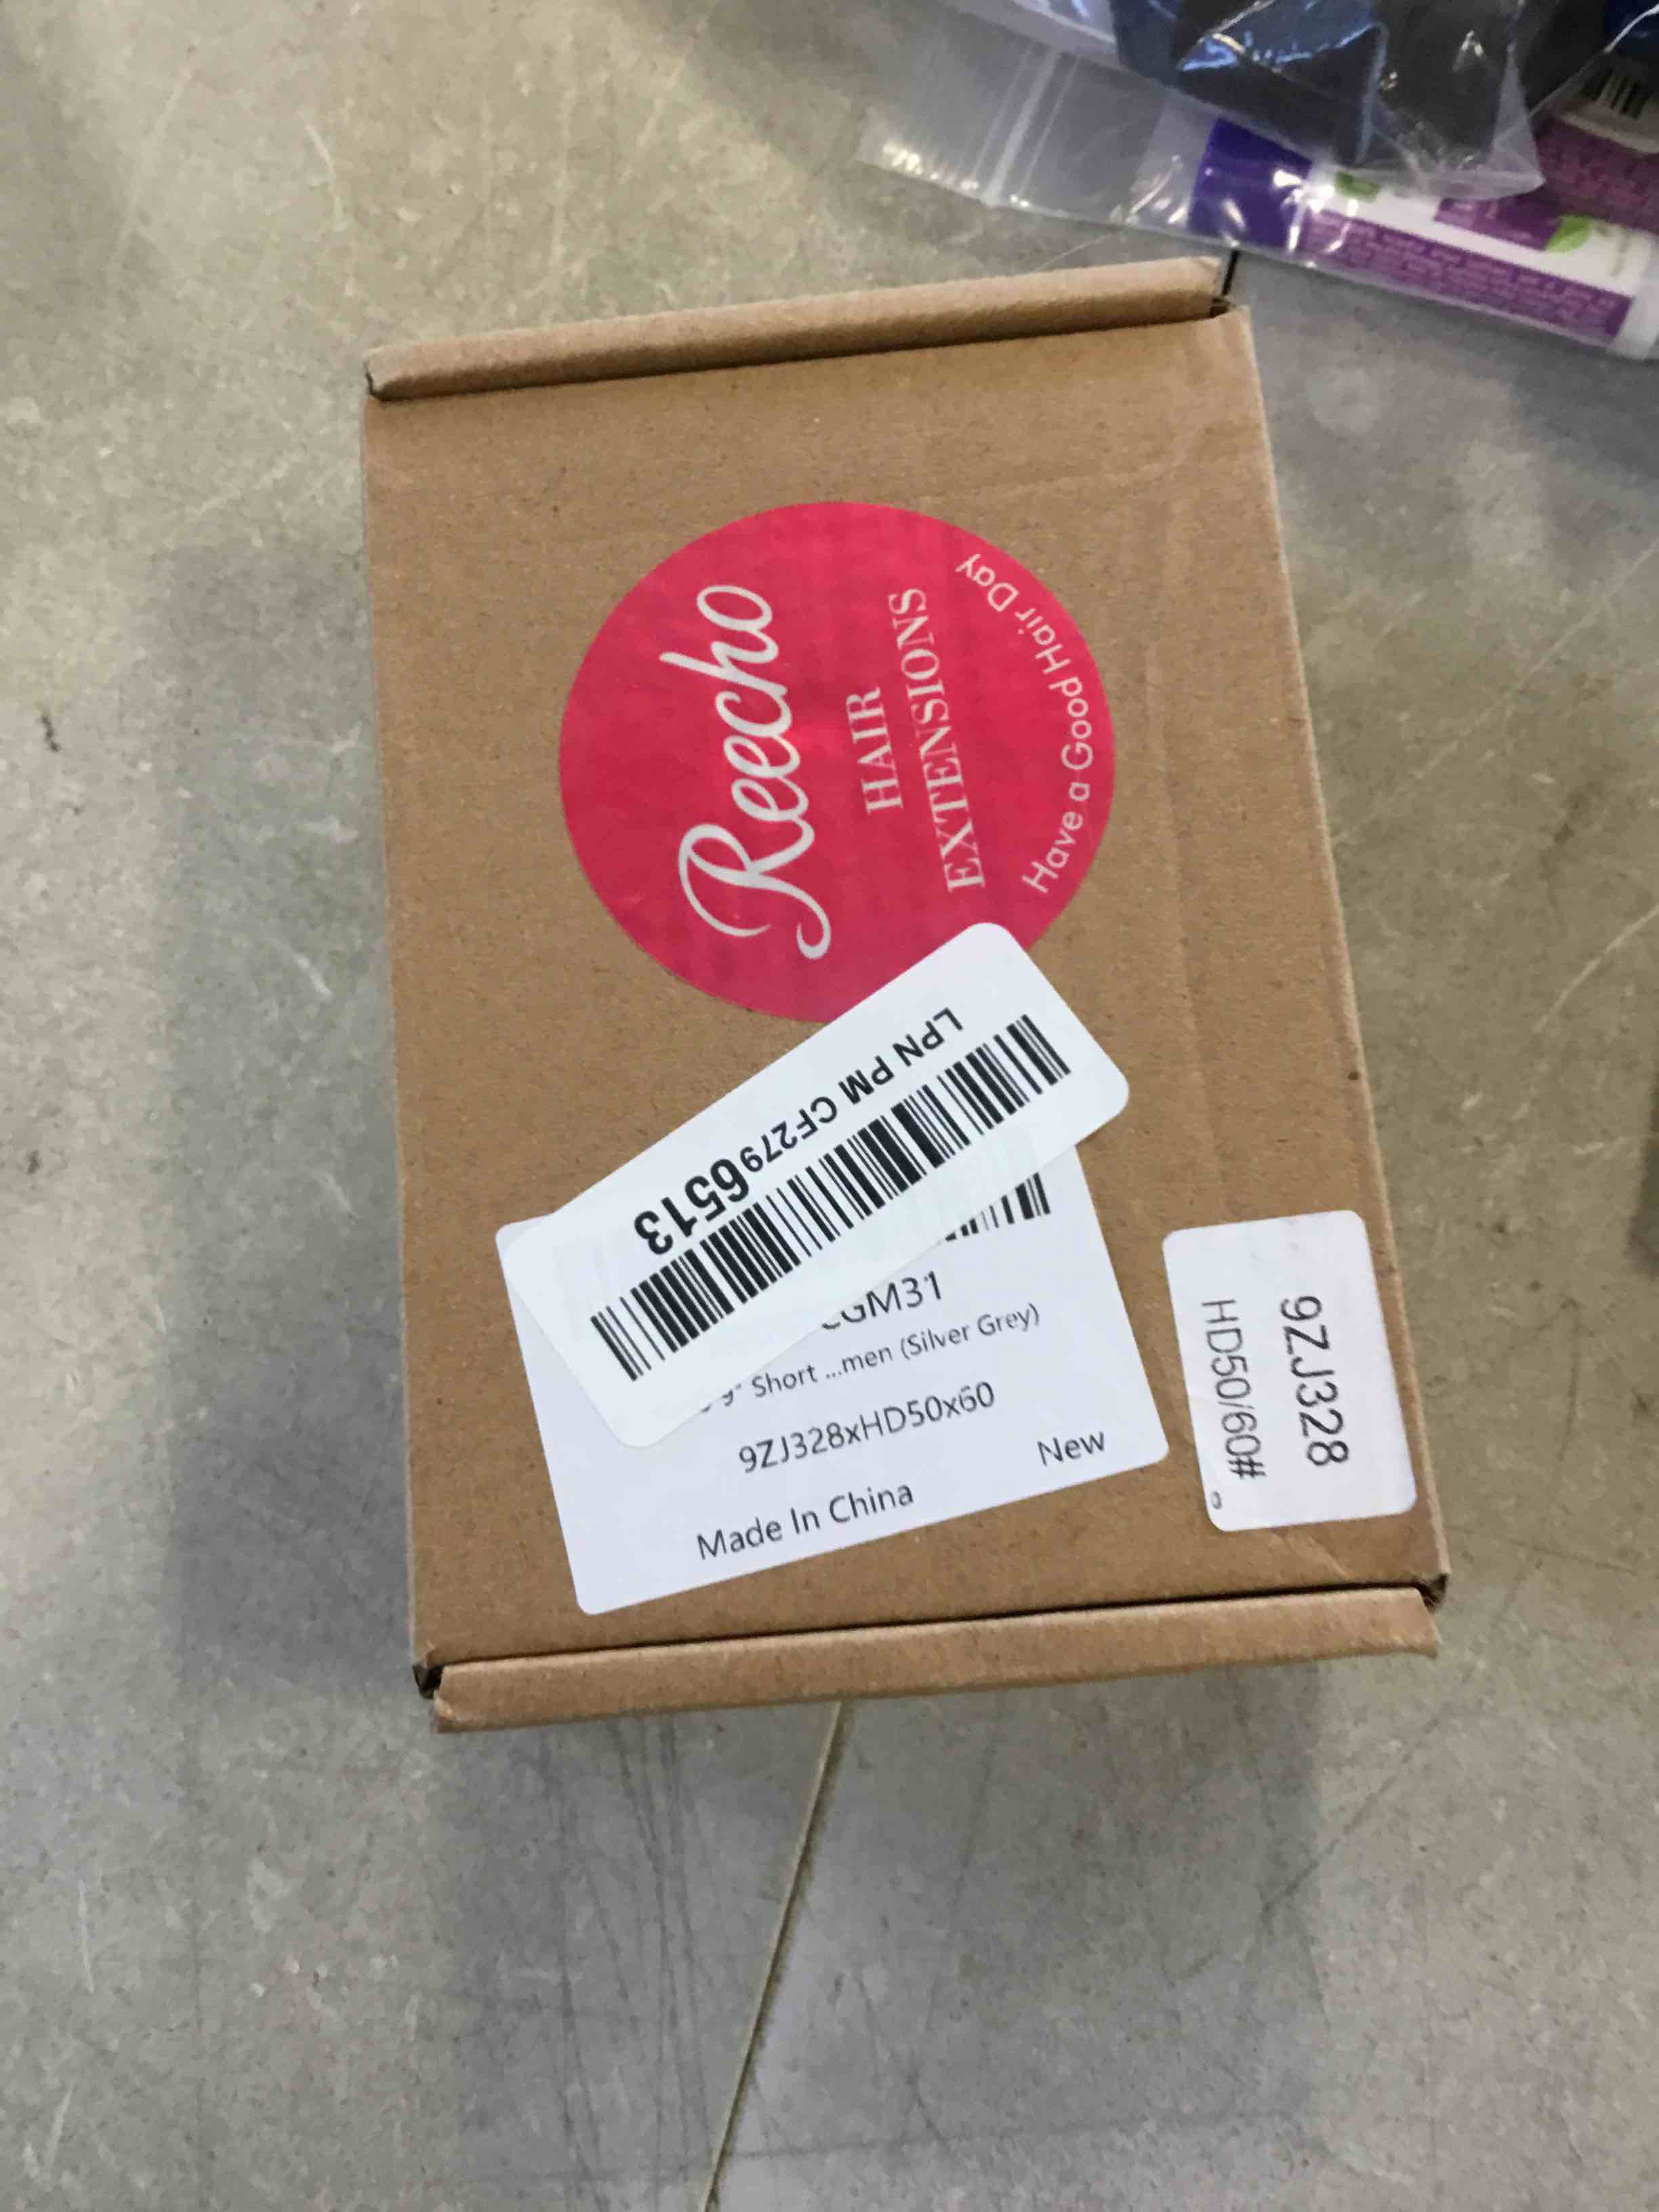 Reecho
HAIR
EXTENSIONS
Have a Good Hair Day
LPN PM CF2796513
GM31
Short ...men (Silver Grey)
9ZJ328xHD50x60
New
Made In China
9ZJ328
HD50/60#